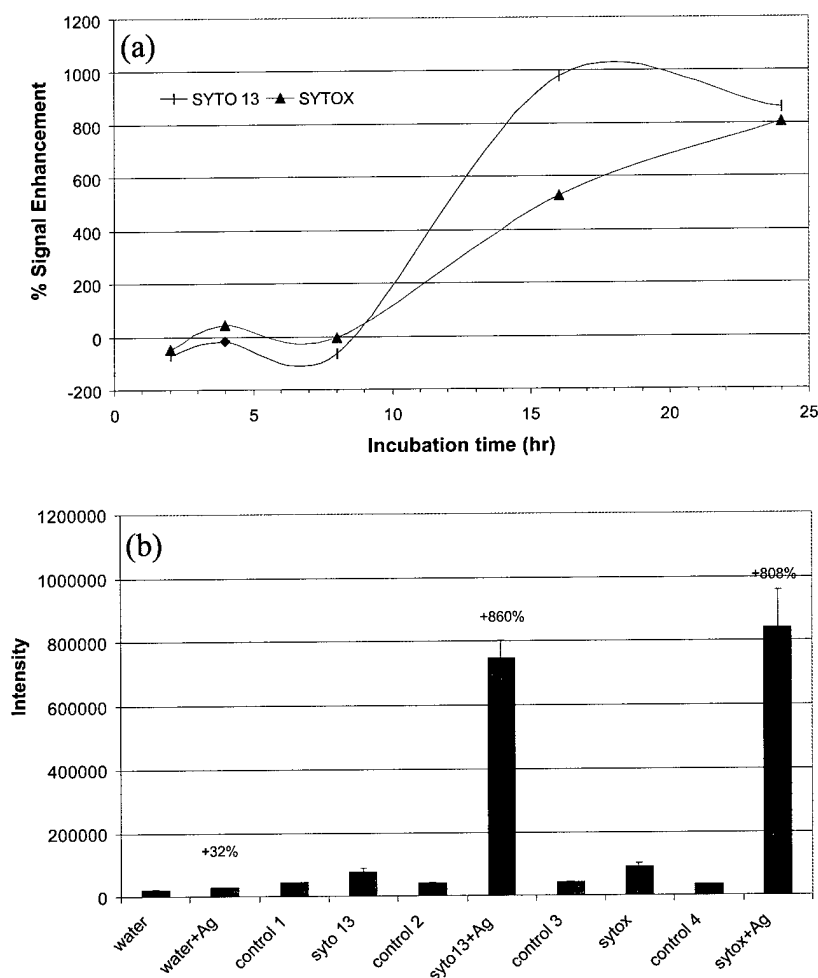 (a)
1200
1000
800
600
400
200
0
-200
% Signal Enhancement
SYTO 13 SYTOX
0 5 10 15 20 25
Incubation time (hr)
(b)
1200000
1000000
800000
600000
400000
200000
0
Intensity
+32%
+860%
+808%
water water+Ag control 1 syto 13 control 2 syto13+Ag control 3 sytox control 4 sytox+Ag